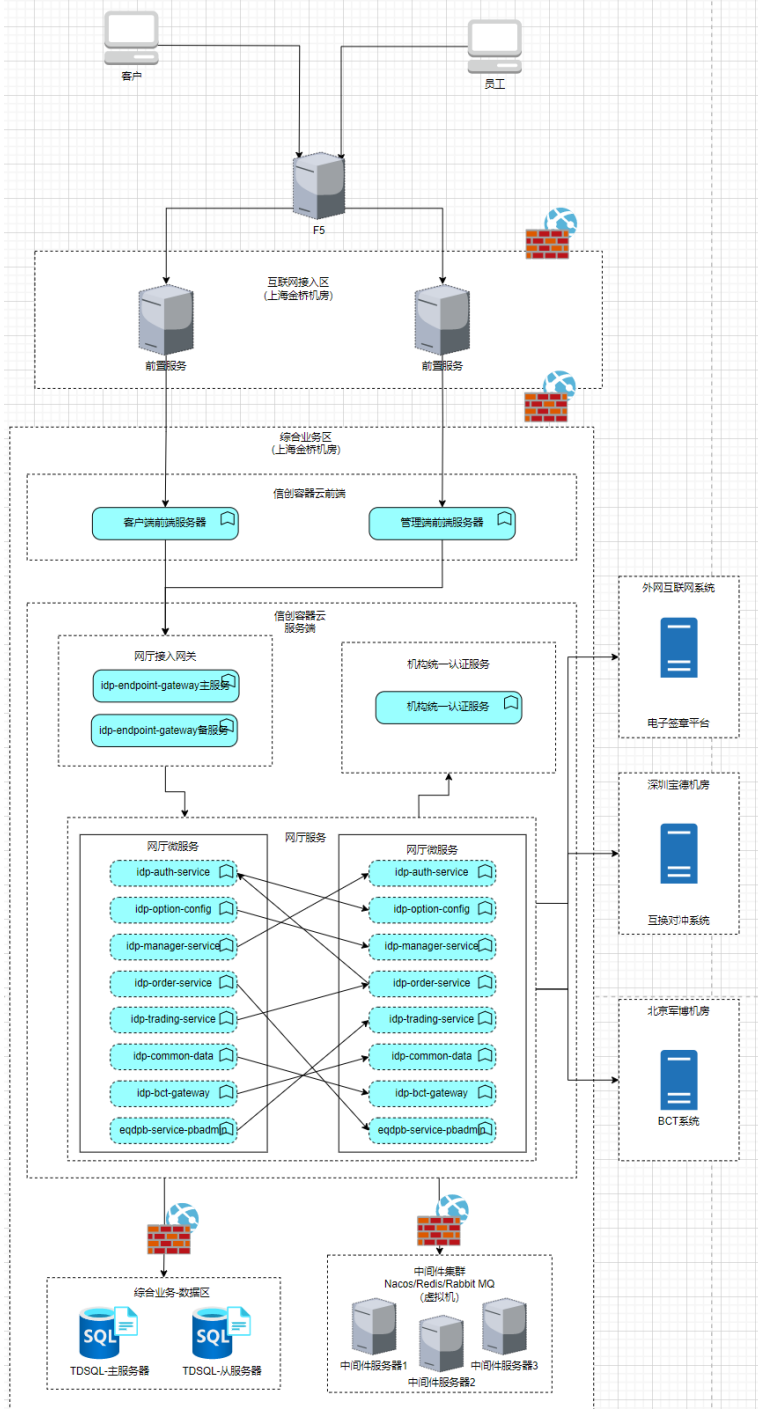 客户
员工
F5
互联网接入区
(上海金桥机房)
前置服务
前置服务
综合业务区
(上海金桥机房)
信创容器云前端
客户端前端服务器
管理端前端服务器
信创容器云
服务端
网厅接入网关
idp-endpoint-gateway主服务
idp-endpoint-gateway备服务
机构统一认证服务
机构统一认证服务
外网互联网系统
电子签章平台
深圳宝德机房
互换对冲系统
北京军博机房
BCT系统
网厅服务
网厅微服务
idp-auth-service
idp-option-config
idp-manager-service
idp-order-service
idp-trading-service
idp-common-data
idp-bct-gateway
eqdpb-service-pbadmin
网厅微服务
idp-auth-service
idp-option-config
idp-manager-service
idp-order-service
idp-trading-service
idp-common-data
idp-bct-gateway
eqdpb-service-pbadmin
综合业务-数据区
SQL
SQL
TDSQL-主服务器
TDSQL-从服务器
中间件集群
Nacos/Redis/Rabbit MQ
（虚拟机）
中间件服务器1
中间件服务器2
中间件服务器3